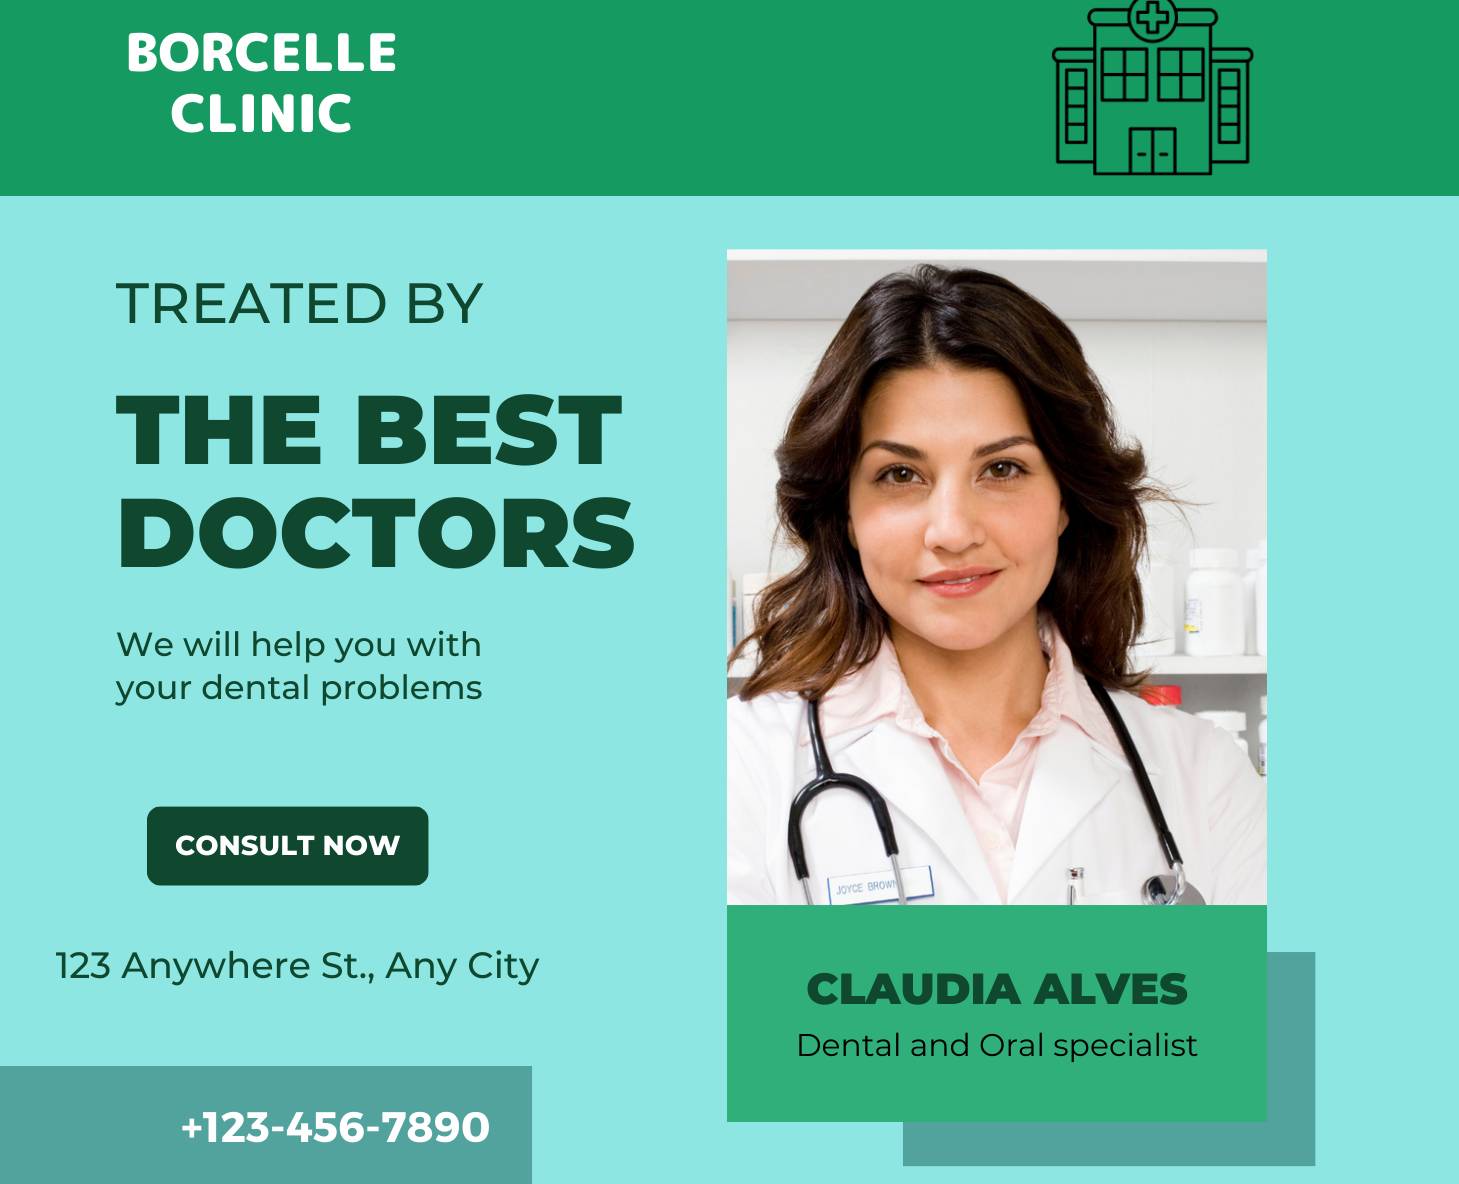 BORCELLE
CLINIC
TREATED BY
THE BEST
DOCTORS
We will help you with
your dental problems
CONSULT NOW
123 Anywhere St., Any City
+123-456-7890
JOYCE BROWN
CLAUDIA ALVES
Dental and Oral specialist